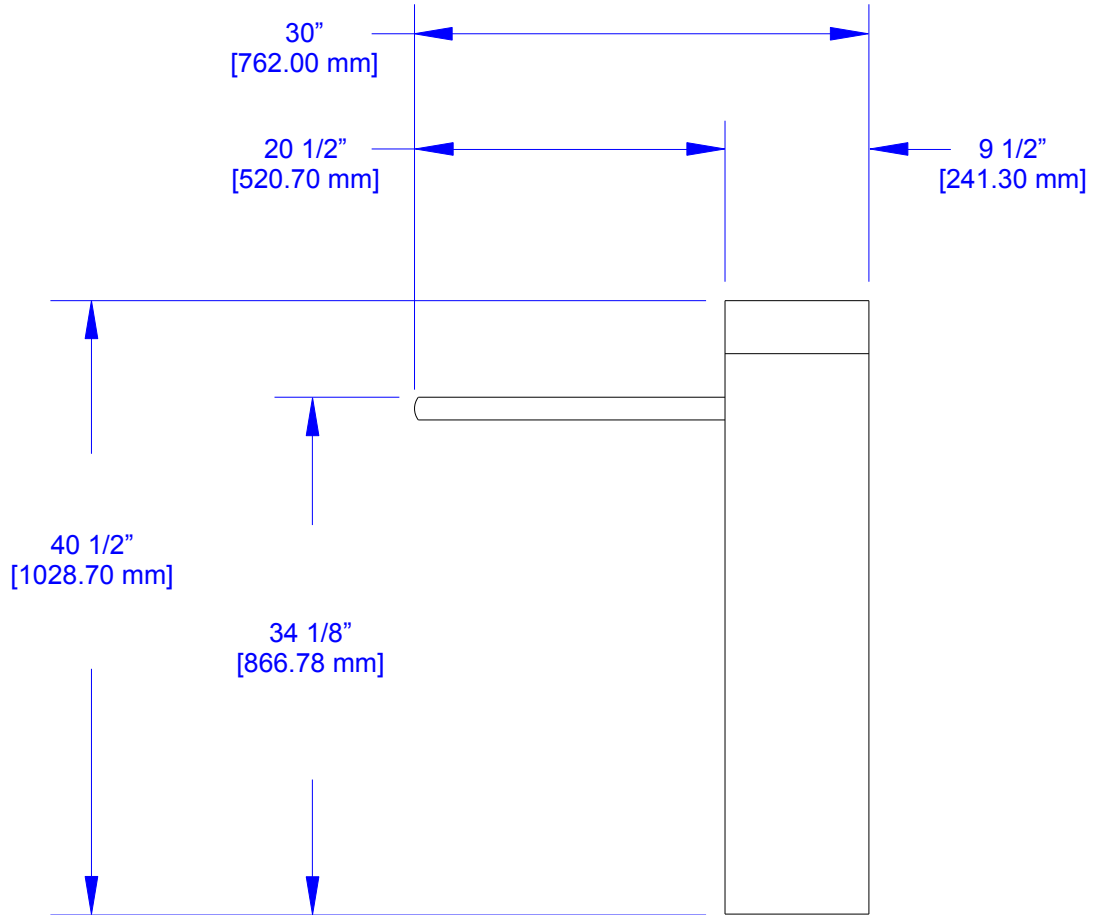 30”
[762.00 mm]
20 1/2”
[520.70 mm]
9 1/2”
[241.30 mm]
40 1/2”
[1028.70 mm]
34 1/8”
[866.78 mm]